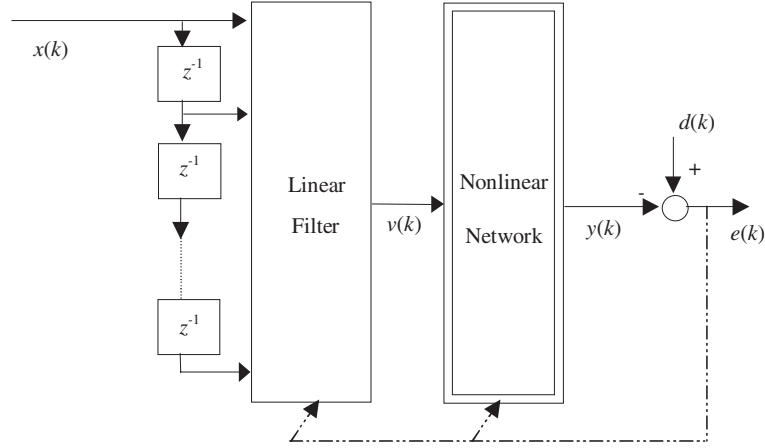 x(k)
z⁻¹
z⁻¹
z⁻¹
Linear
Filter
v(k)
Nonlinear
Network
y(k)
-
d(k)
+
e(k)